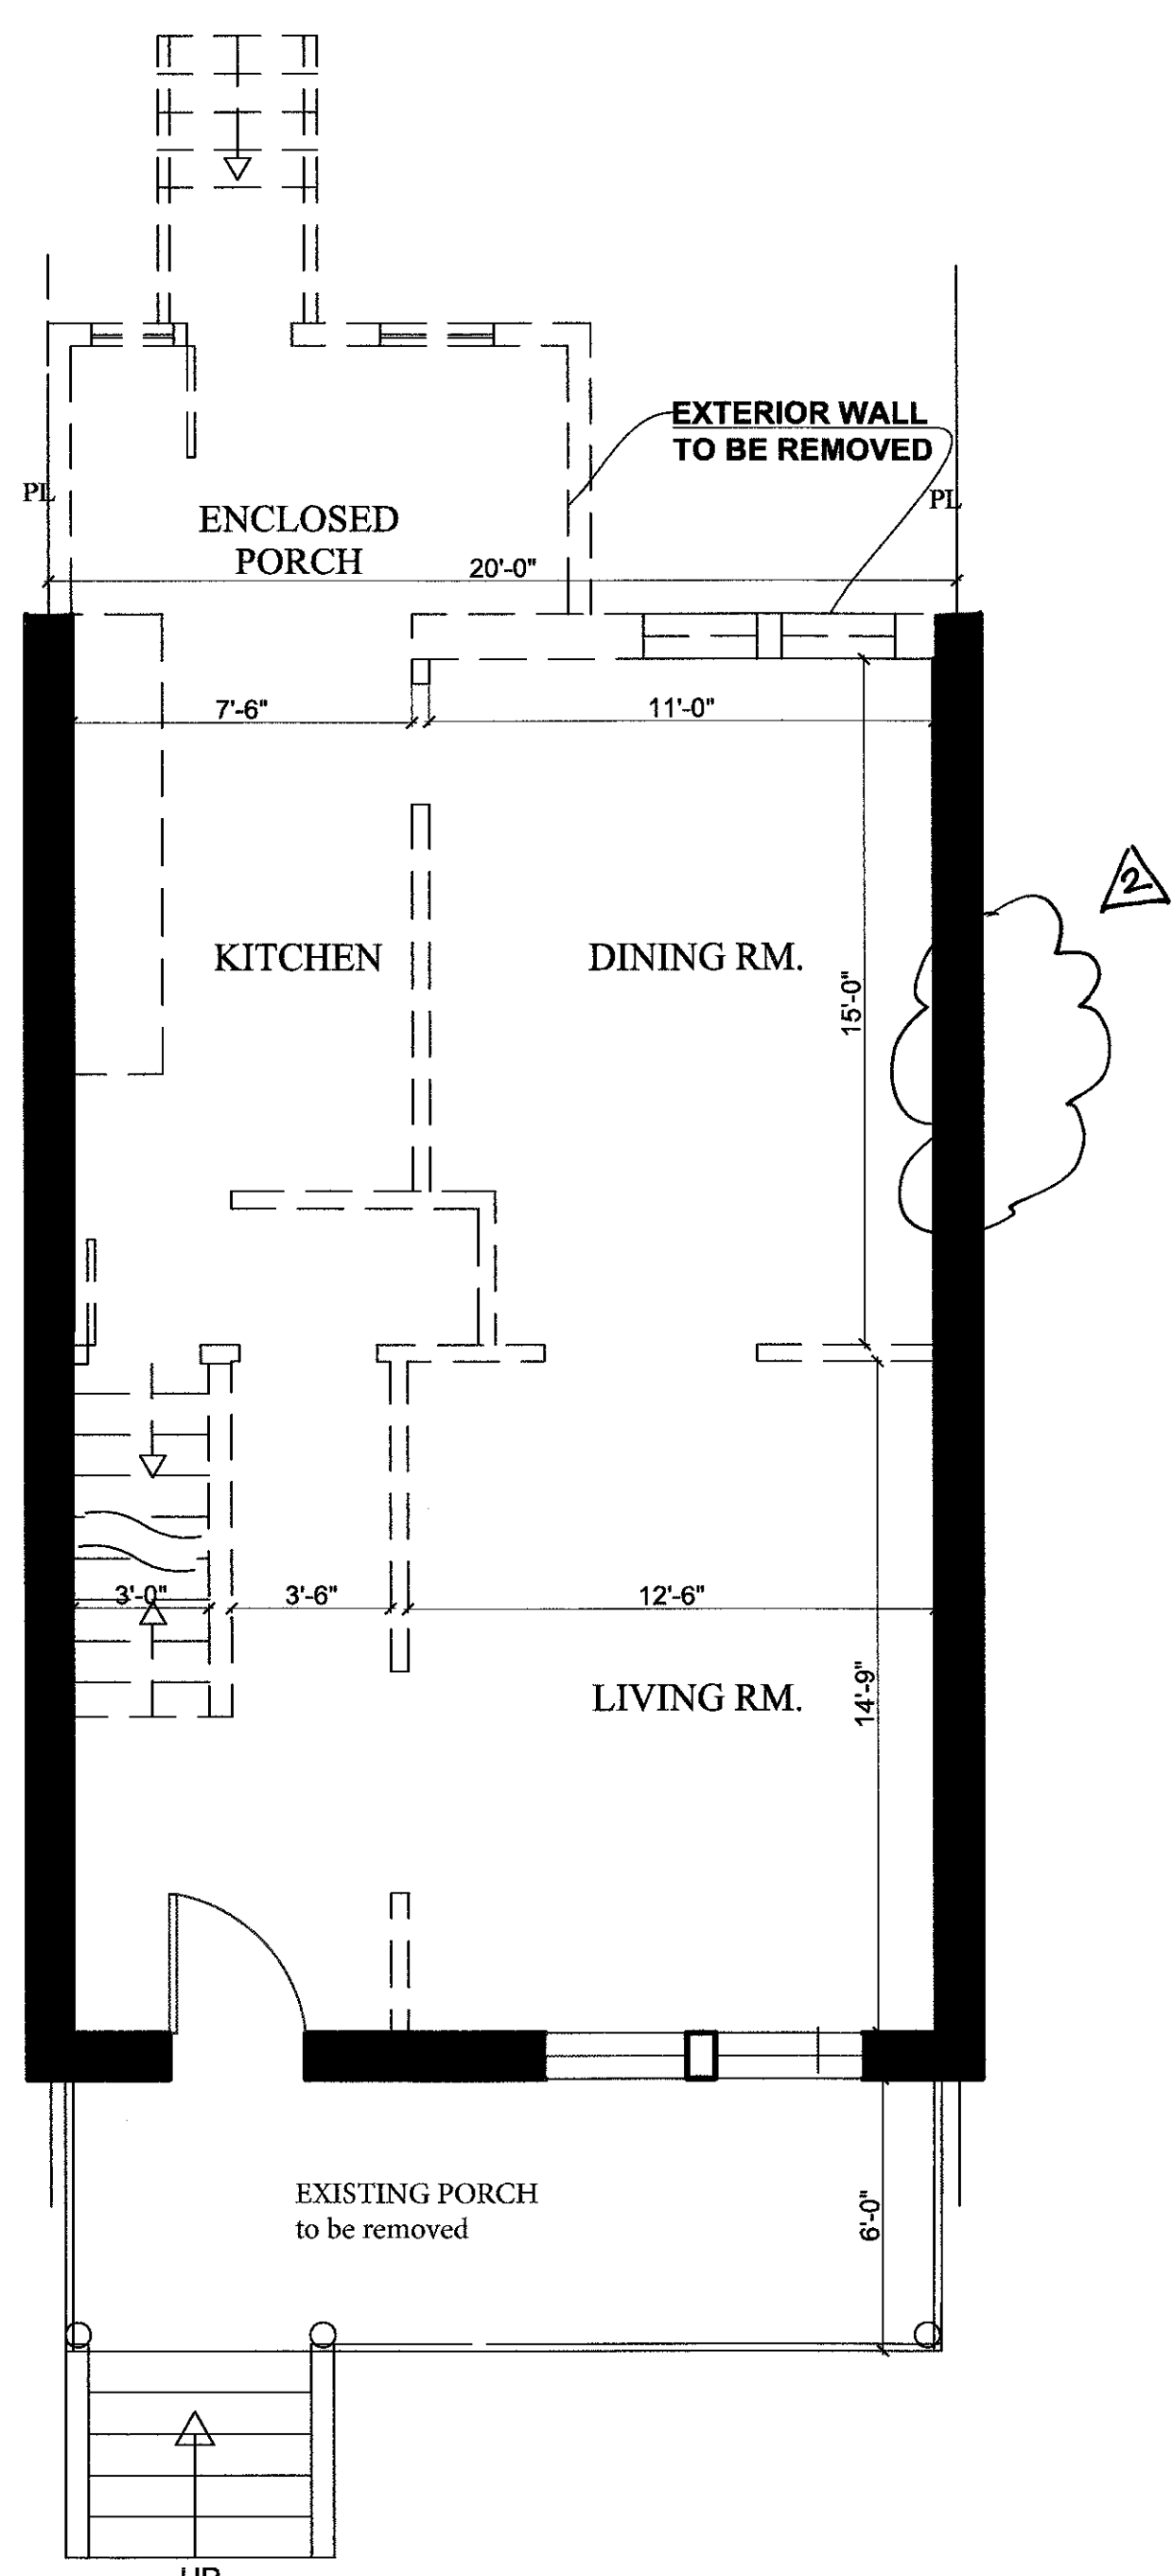 EXTERIOR WALL
TO BE REMOVED
PL
PL
ENCLOSED
PORCH
20'-0"
7'-6"
11'-0"
2
KITCHEN
DINING RM.
15'-0"
3'-0"
3'-6"
12'-6"
LIVING RM.
14'-9"
EXISTING PORCH
to be removed
6'-0"
UP